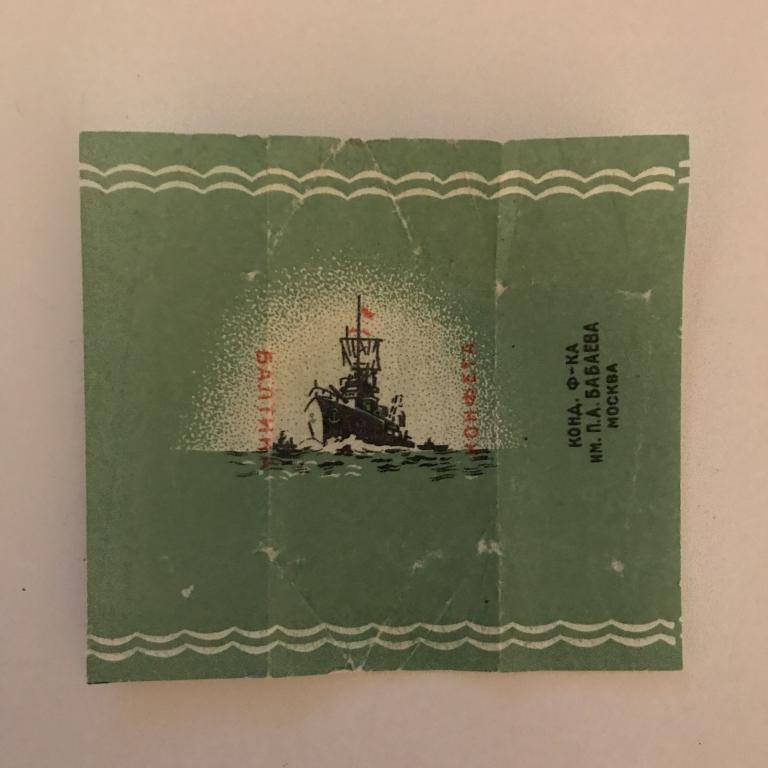 БАЛТИКА
КОНФЕТА
КОНД. Ф-КА
ИМ. П.А. БАБАЕВА
МОСКВА